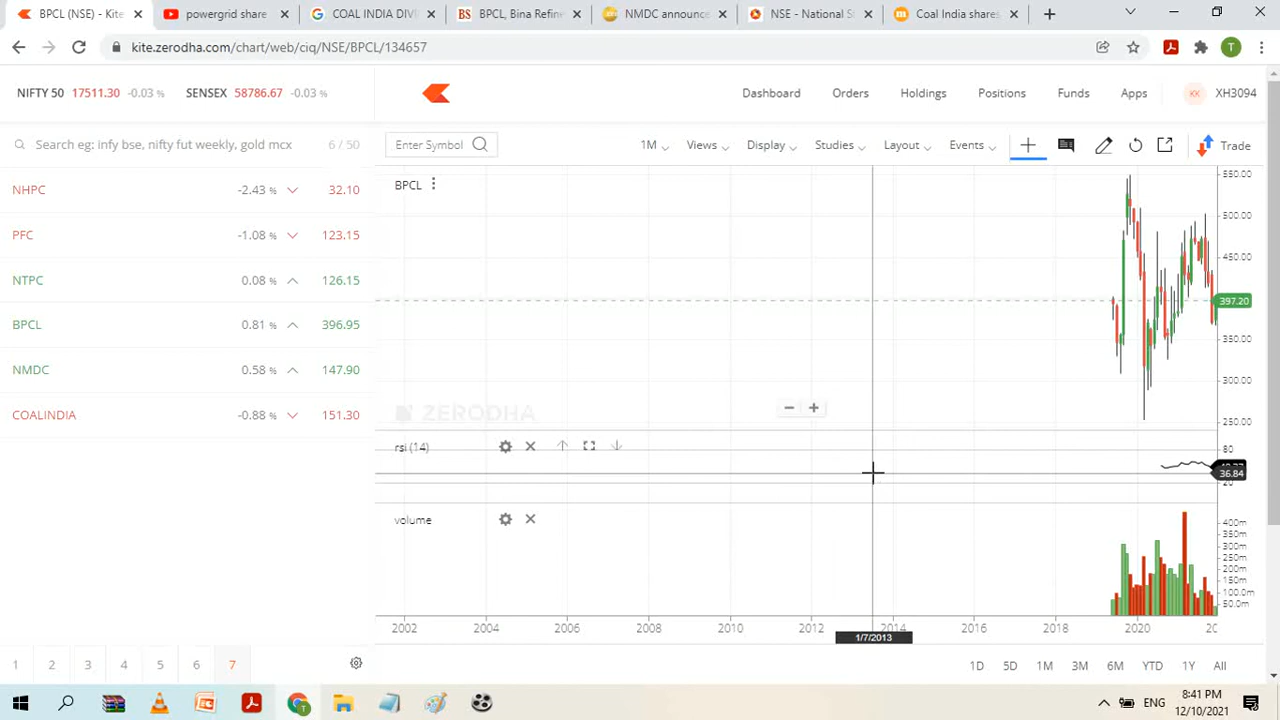 BPCL (NSE) - Kite
powergrid share
COAL INDIA DIVI
BPCL, Bina Refine
NMDC announce
NSE - National S
Coal India shares
kite.zerodha.com/chart/web/ciq/NSE/BPCL/134657
T
NIFTY 50 17511.30 -0.03 %
SENSEX 58786.67 -0.03 %
Dashboard
Orders
Holdings
Positions
Funds
Apps
KK
XH3094
Search eg: infy bse, nifty fut weekly, gold mcx
6 / 50
Enter Symbol
1M
Views
Display
Studies
Layout
Events
Trade
NHPC -2.43 % 32.10
PFC -1.08 % 123.15
NTPC 0.08 % 126.15
BPCL 0.81 % 396.95
NMDC 0.58 % 147.90
COALINDIA -0.88 % 151.30
BPCL
550.00
500.00
450.00
397.20
350.00
300.00
250.00
ZERODHA
rsi (14)
80
36.84
20
volume
400m
350m
300m
250m
200m
150m
100.0m
50.0m
2002 2004 2006 2008 2010 2012 2014 2016 2018 2020
1/7/2013
1D 5D 1M 3M 6M YTD 1Y All
1 2 3 4 5 6 7
ENG
8:41 PM
12/10/2021